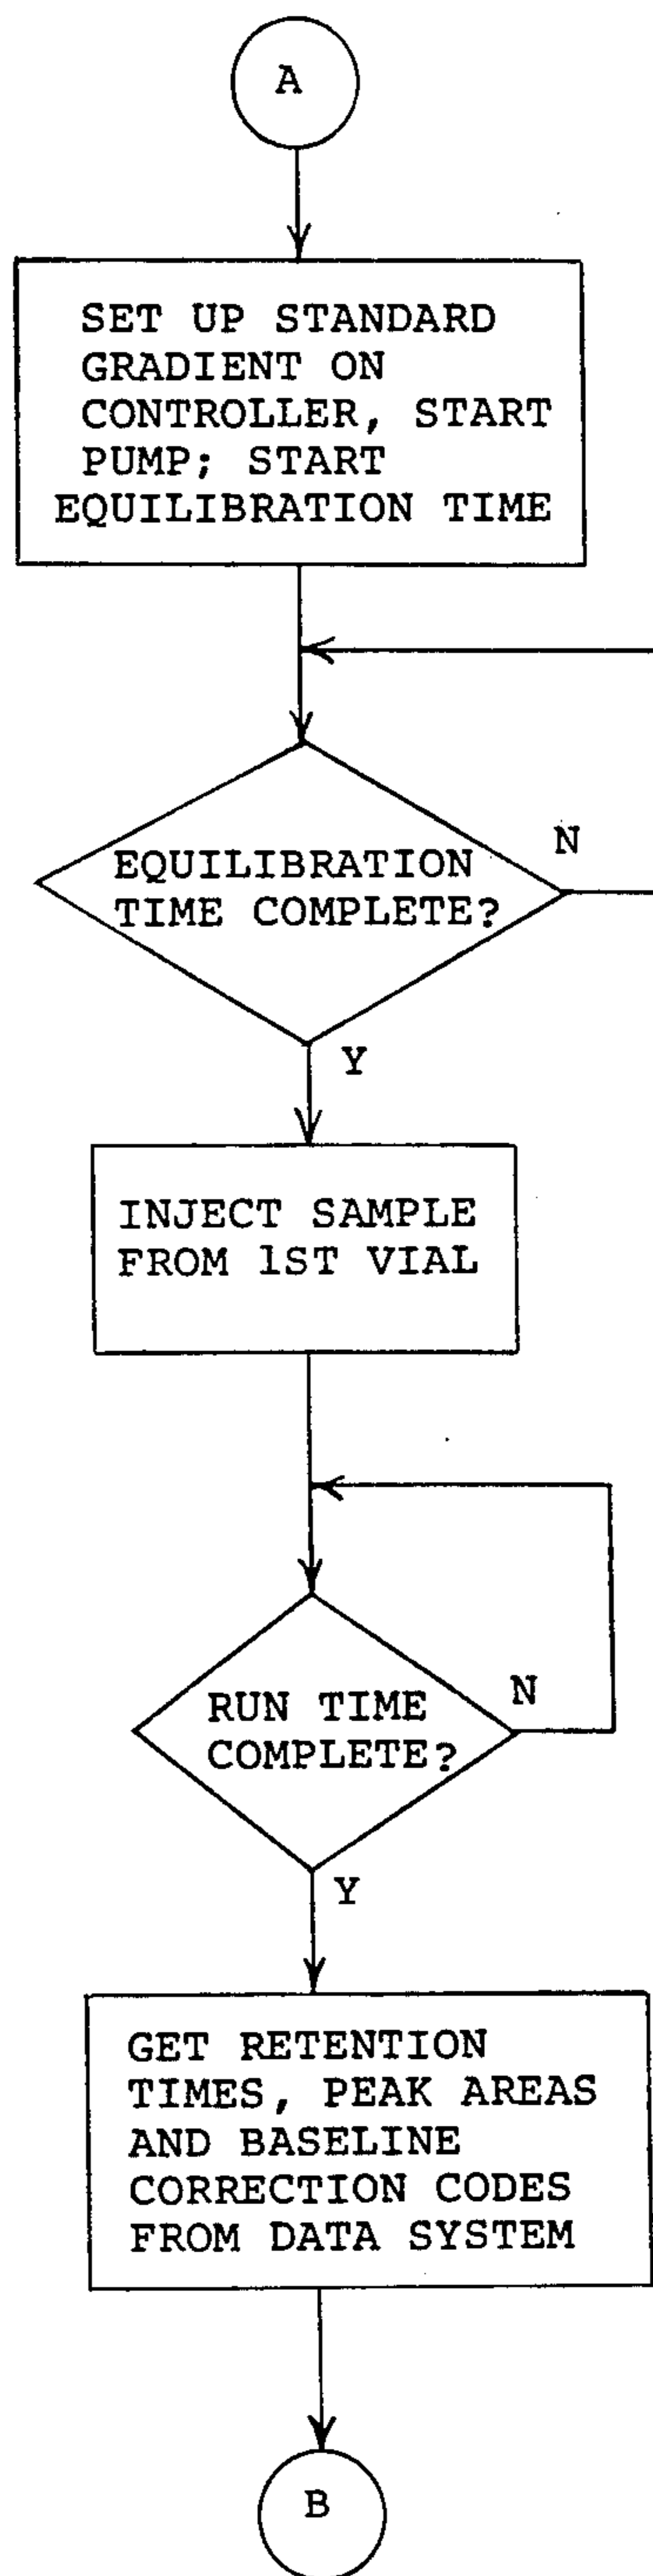 A
SET UP STANDARD
GRADIENT ON
CONTROLLER, START
PUMP; START
EQUILIBRATION TIME
N
EQUILIBRATION
TIME COMPLETE?
Y
INJECT SAMPLE
FROM 1ST VIAL
N
RUN TIME
COMPLETE?
Y
GET RETENTION
TIMES, PEAK AREAS
AND BASELINE
CORRECTION CODES
FROM DATA SYSTEM
B